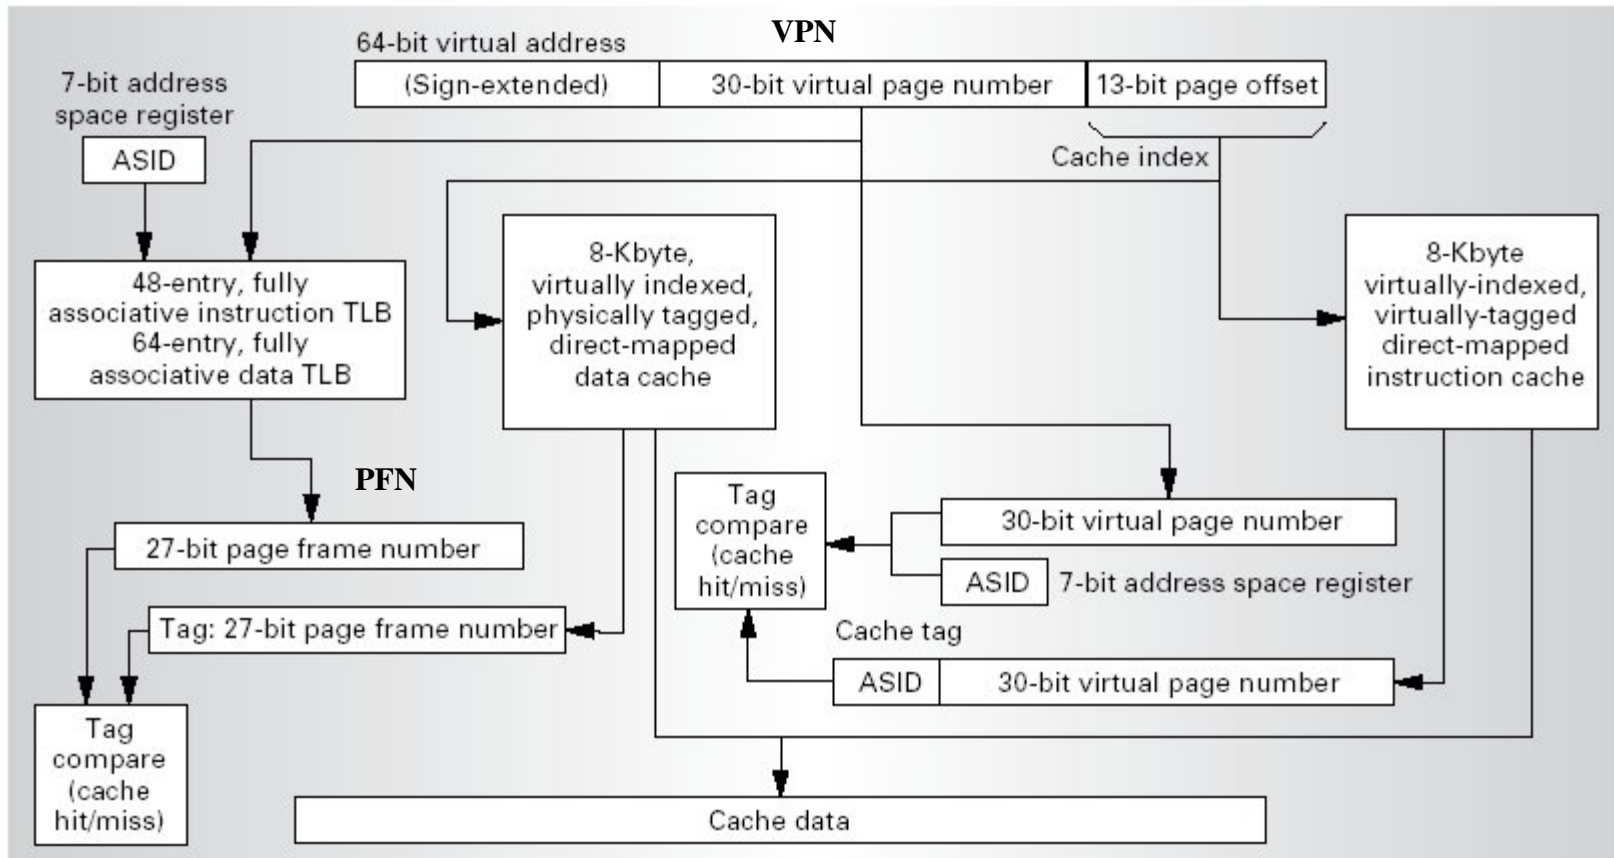 VPN
64-bit virtual address
(Sign-extended)
30-bit virtual page number
13-bit page offset
7-bit address
space register
ASID
Cache index
48-entry, fully
associative instruction TLB
64-entry, fully
associative data TLB
8-Kbyte,
virtually indexed,
physically tagged,
direct-mapped
data cache
8-Kbyte
virtually-indexed,
virtually-tagged
direct-mapped
instruction cache
PFN
27-bit page frame number
Tag: 27-bit page frame number
Tag
compare
(cache
hit/miss)
30-bit virtual page number
ASID
7-bit address space register
Cache tag
ASID
30-bit virtual page number
Tag
compare
(cache
hit/miss)
Cache data